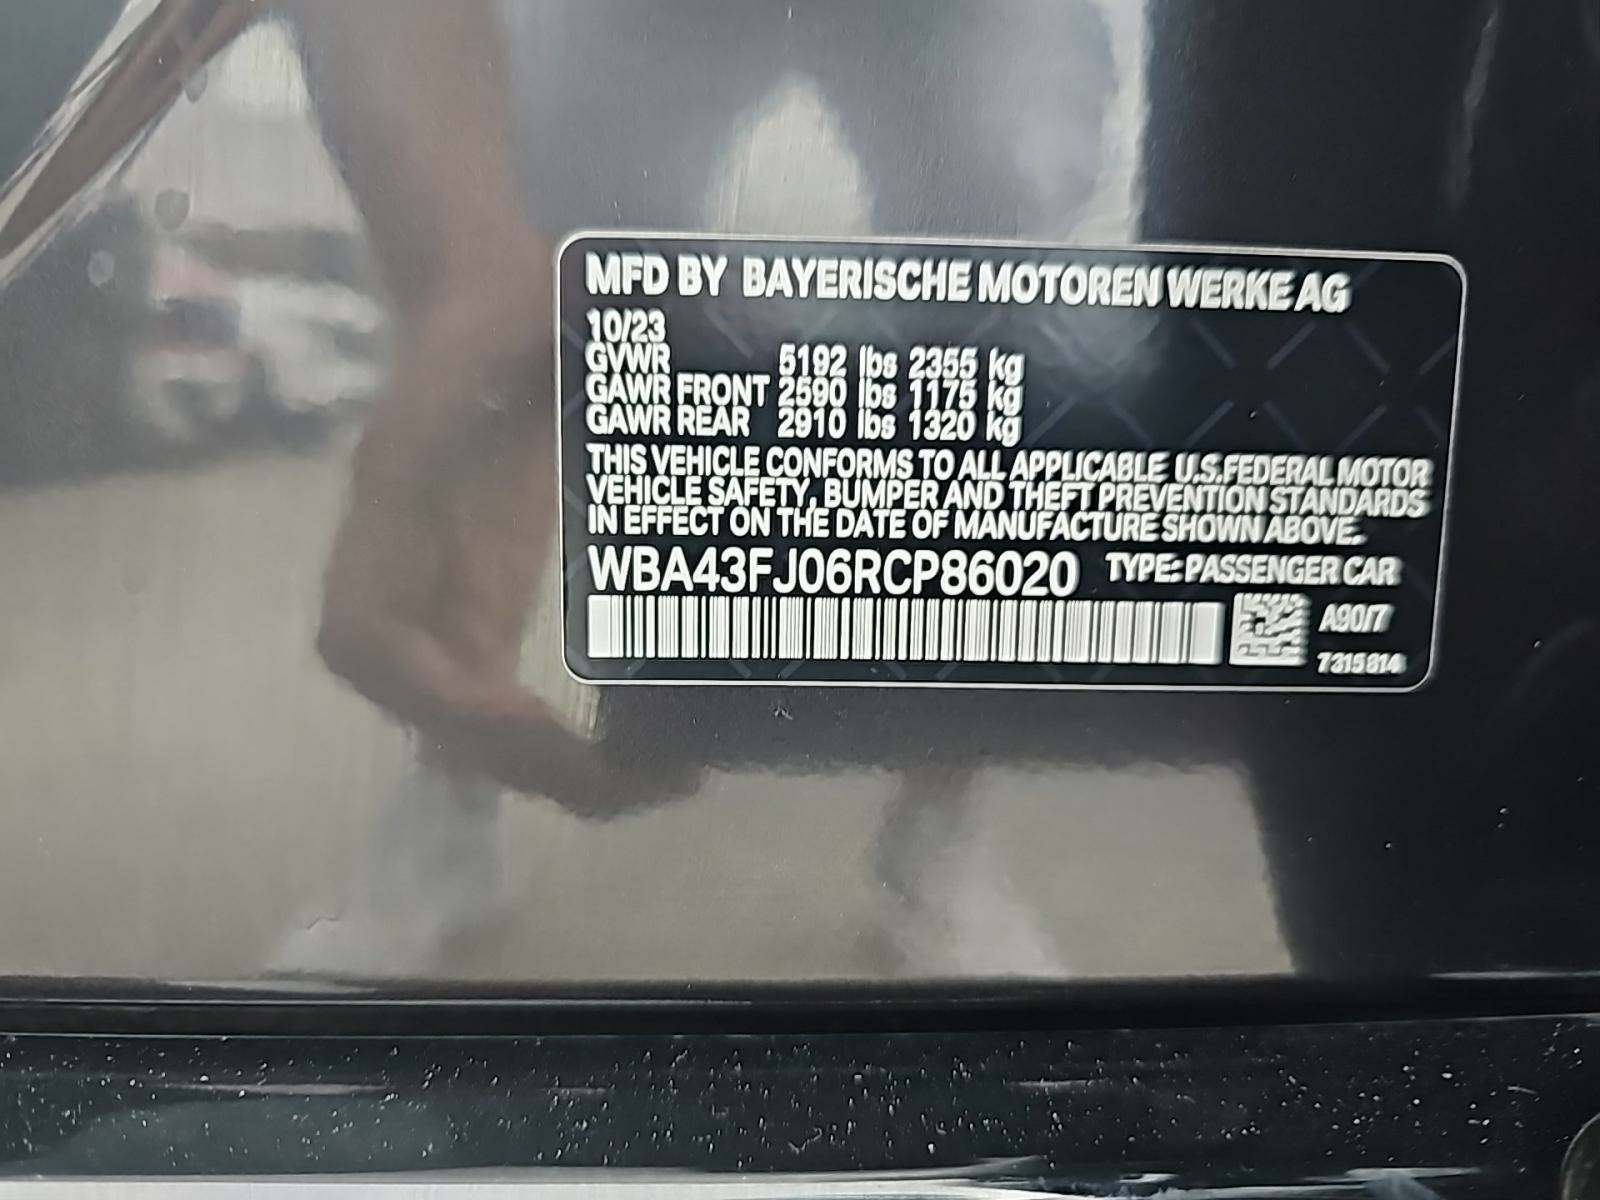 MFD BY BAYERISCHE MOTOREN WERKE AG
10/23
GVWR 5192 lbs 2355 kg
GAWR FRONT 2590 lbs 1175 kg
GAWR REAR 2910 lbs 1320 kg
THIS VEHICLE CONFORMS TO ALL APPLICABLE U.S.FEDERAL MOTOR
VEHICLE SAFETY, BUMPER AND THEFT PREVENTION STANDARDS
IN EFFECT ON THE DATE OF MANUFACTURE SHOWN ABOVE.
WBA43FJ06RCP86020 TYPE: PASSENGER CAR
A90/7
7315814